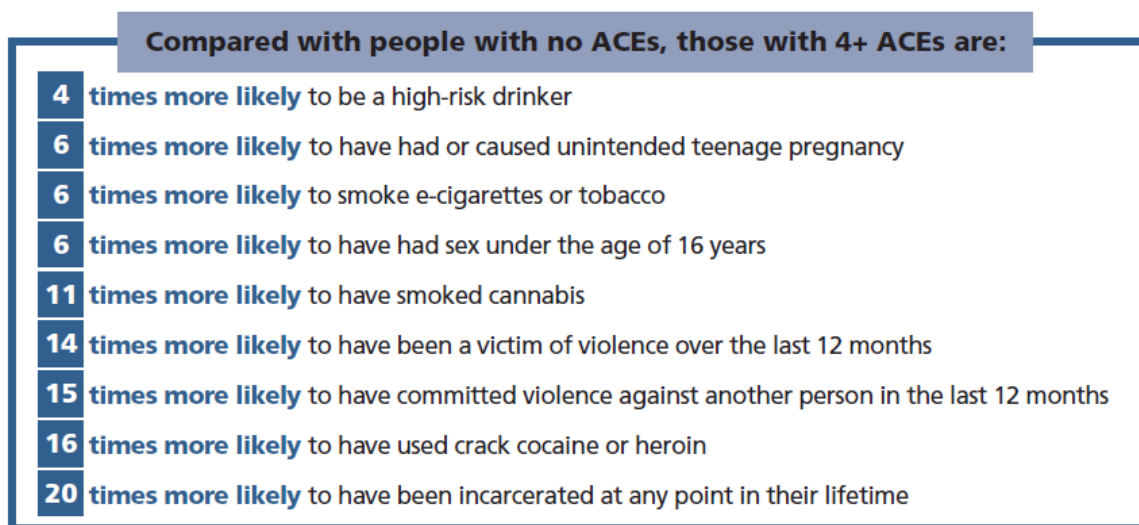 Compared with people with no ACEs, those with 4+ ACEs are:
4 times more likely to be a high-risk drinker
6 times more likely to have had or caused unintended teenage pregnancy
6 times more likely to smoke e-cigarettes or tobacco
6 times more likely to have had sex under the age of 16 years
11 times more likely to have smoked cannabis
14 times more likely to have been a victim of violence over the last 12 months
15 times more likely to have committed violence against another person in the last 12 months
16 times more likely to have used crack cocaine or heroin
20 times more likely to have been incarcerated at any point in their lifetime